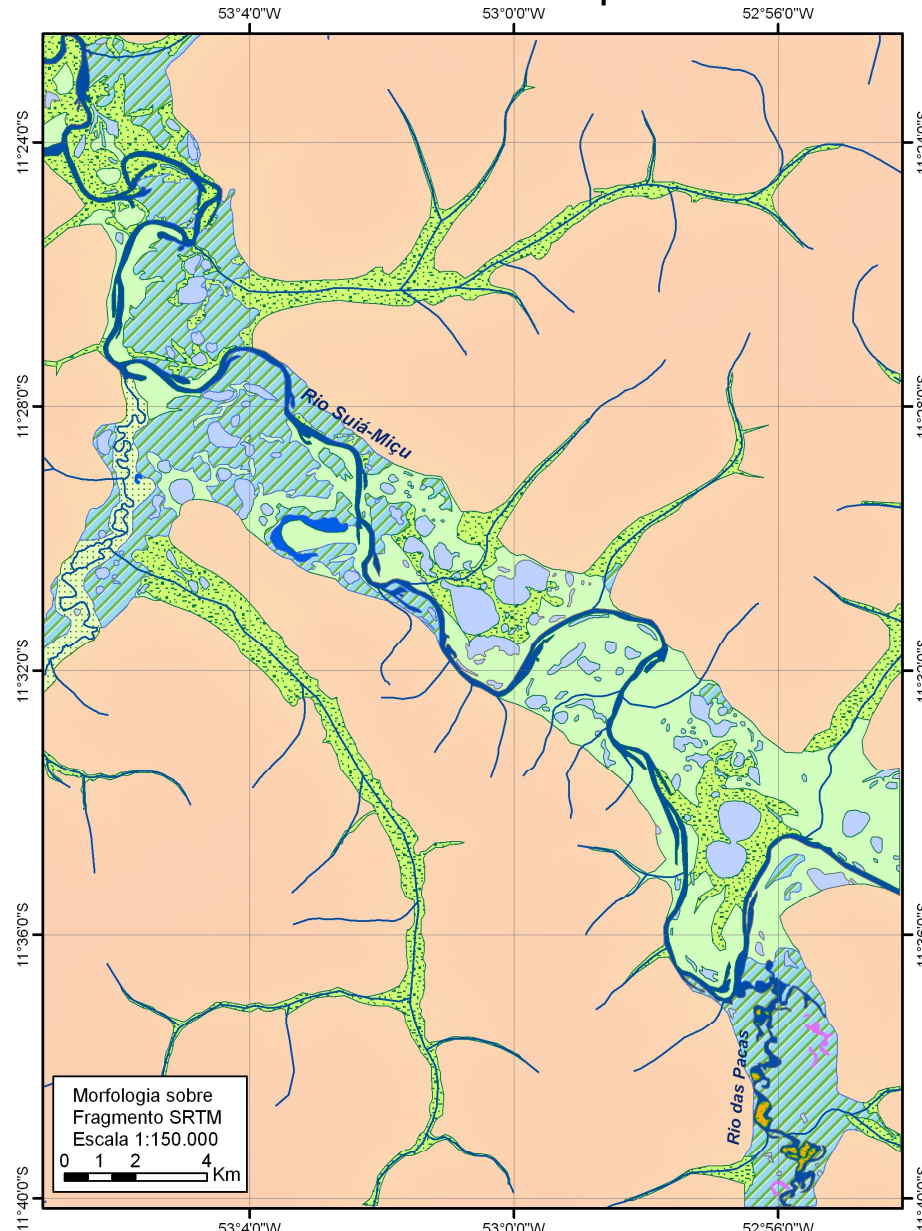 53°4'0"W 53°0'0"W 52°56'0"W
11°24'0"S 11°24'0"S
11°28'0"S 11°28'0"S
Rio Suiá-Miçu
11°32'0"S 11°32'0"S
11°36'0"S 11°36'0"S
Rio das Pacas
Morfologia sobre
Fragmento SRTM
Escala 1:150.000
0 1 2 4 Km
11°40'0"S 11°40'0"S
53°4'0"W 53°0'0"W 52°56'0"W